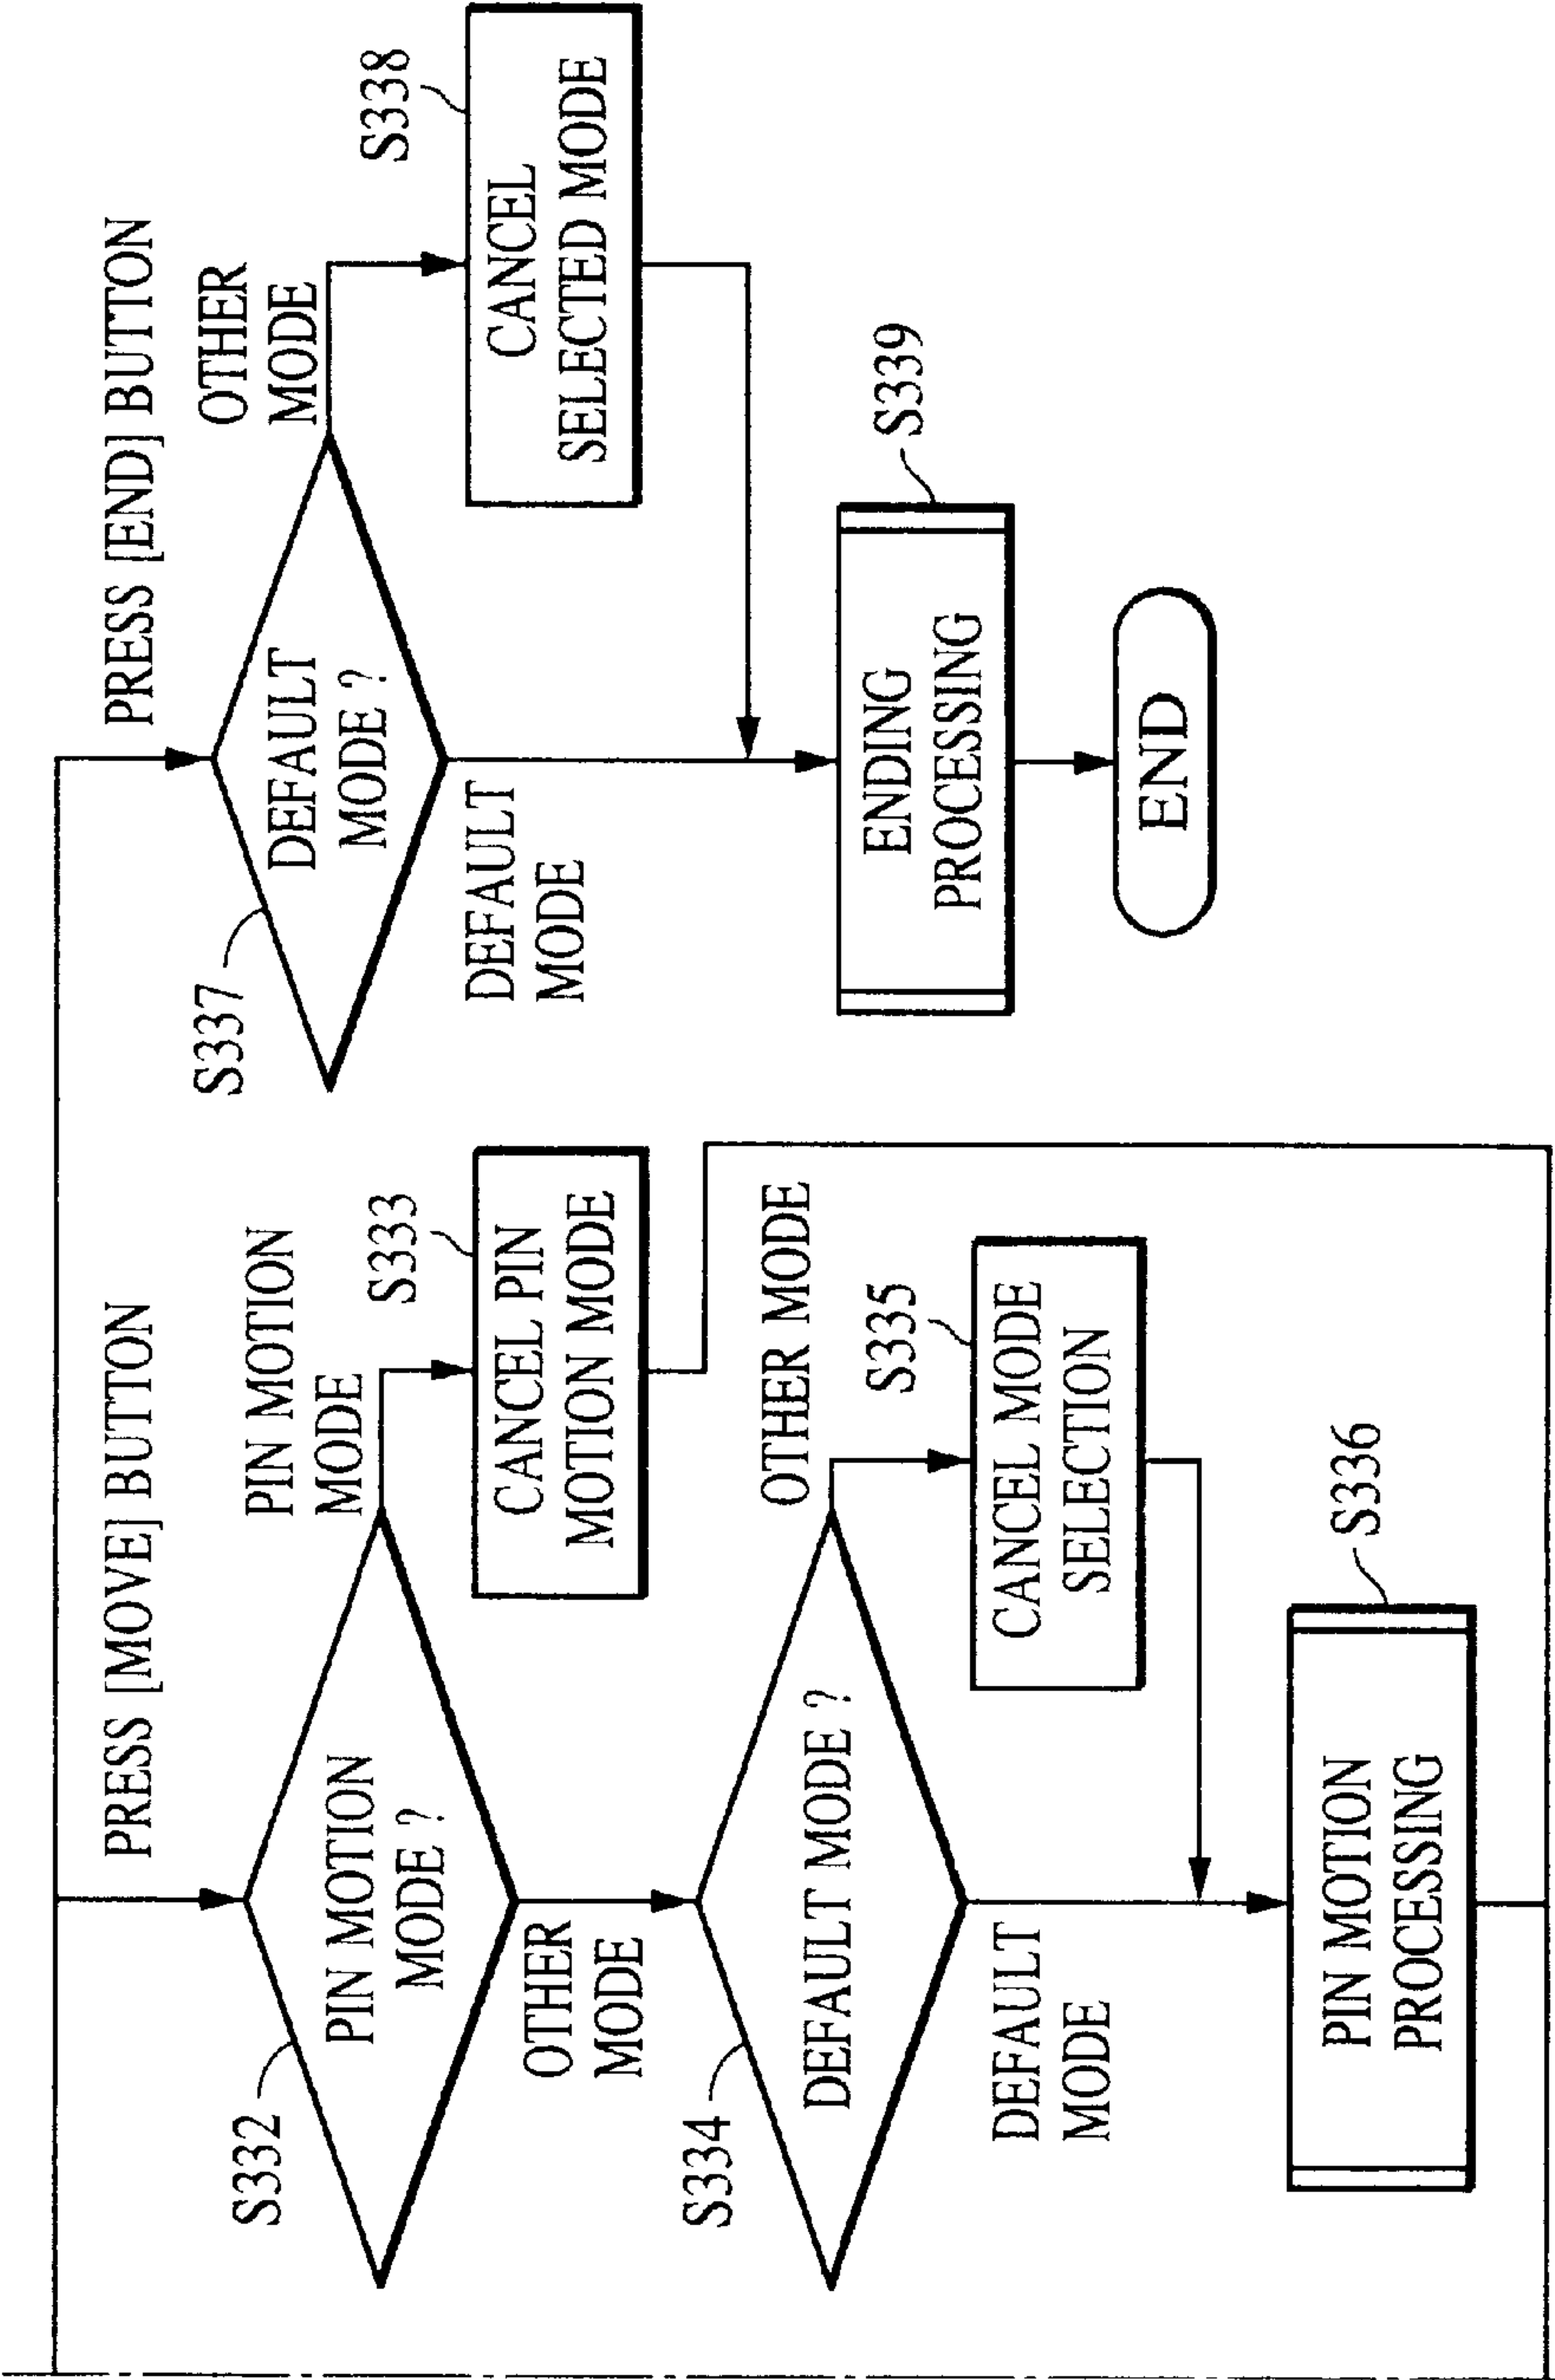 PRESS [MOVE] BUTTON
S332
PIN MOTION
MODE ?
PIN MOTION
MODE
S333
CANCEL PIN
MOTION MODE
OTHER
MODE
S334
DEFAULT MODE ?
OTHER MODE
S335
CANCEL MODE
SELECTION
DEFAULT
MODE
S336
PIN MOTION
PROCESSING
PRESS [END] BUTTON
S337
DEFAULT
MODE ?
OTHER
MODE
S338
CANCEL
SELECTED MODE
DEFAULT
MODE
S339
ENDING
PROCESSING
END